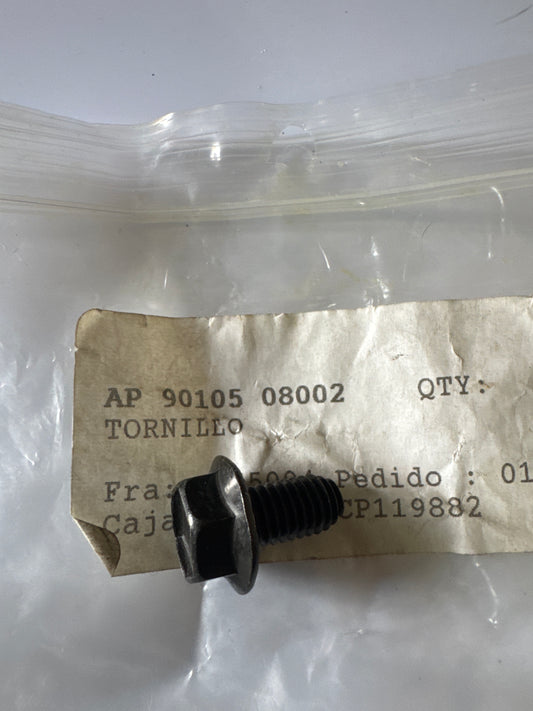 AP 90105 08002 QTY:
TORNILLO
Fra: Pedido : 01
Caja CP119882